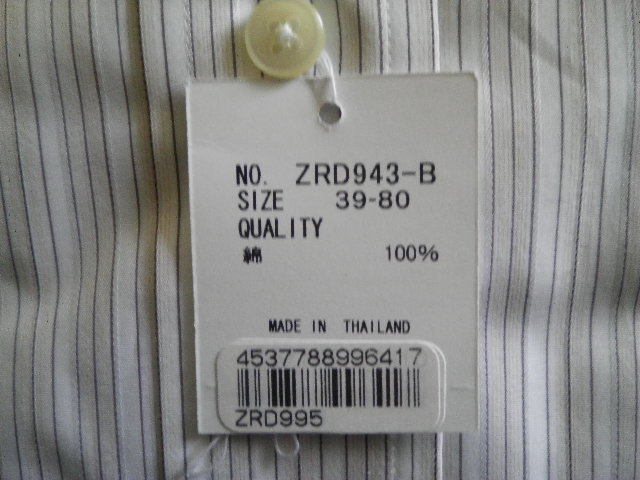 NO. ZRD943-B
SIZE 39-80
QUALITY
綿 100%
MADE IN THAILAND
4537788996417
ZRD995